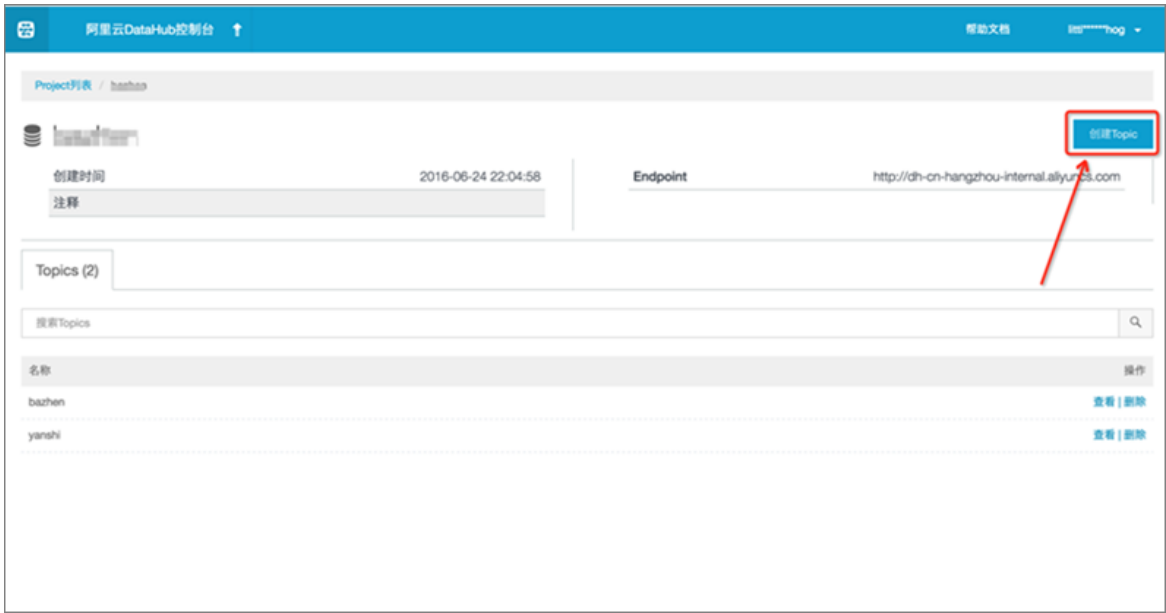 阿里云DataHub控制台 帮助文档
Project列表 /
创建Topic
创建时间 2016-06-24 22:04:58 Endpoint http://dh-cn-hangzhou-internal.aliyuncs.com
注释
Topics (2)
搜索Topics
名称 操作
bazhen 查看 | 删除
yanshi 查看 | 删除